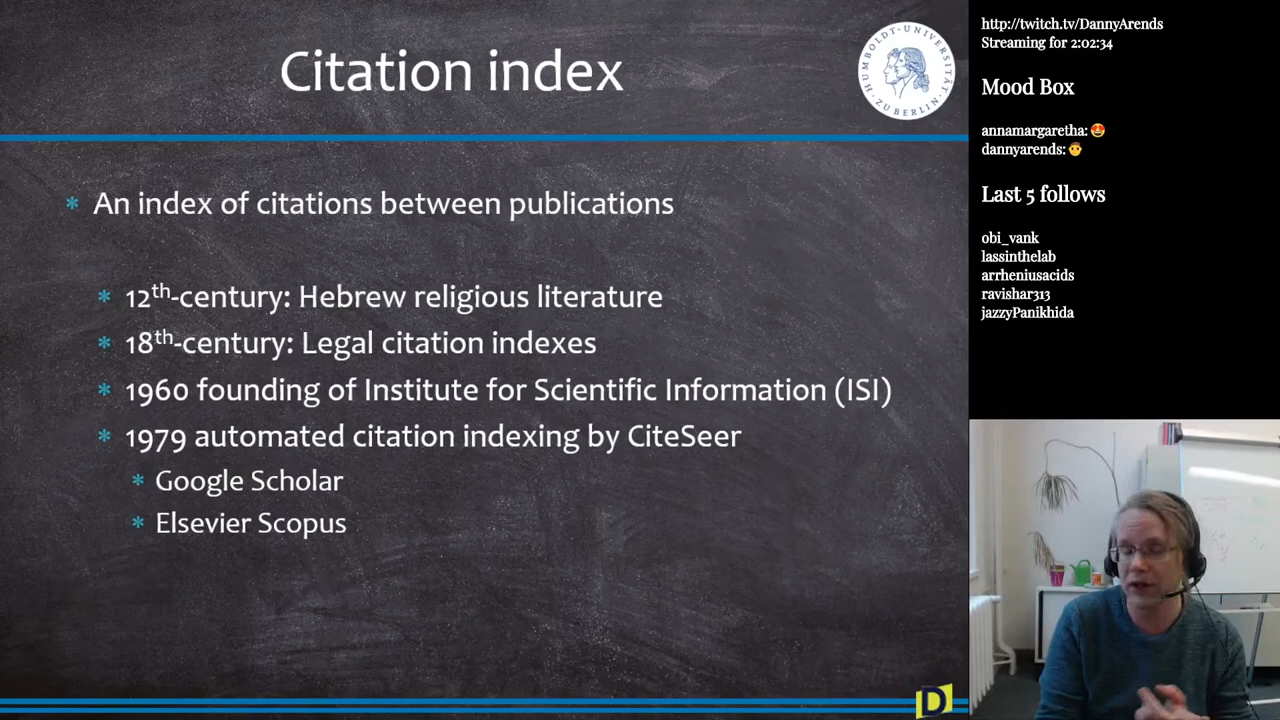 Citation index
HUMBOLDT-UNIVERSITÄT
ZU BERLIN
An index of citations between publications
12th-century: Hebrew religious literature
18th-century: Legal citation indexes
1960 founding of Institute for Scientific Information (ISI)
1979 automated citation indexing by CiteSeer
Google Scholar
Elsevier Scopus
D
http://twitch.tv/DannyArends
Streaming for 2:02:34
Mood Box
annamargaretha: 😍
dannyarends: 👨
Last 5 follows
obi_vank
lassinthelab
arrheniusacids
ravishar313
jazzyPanikhida